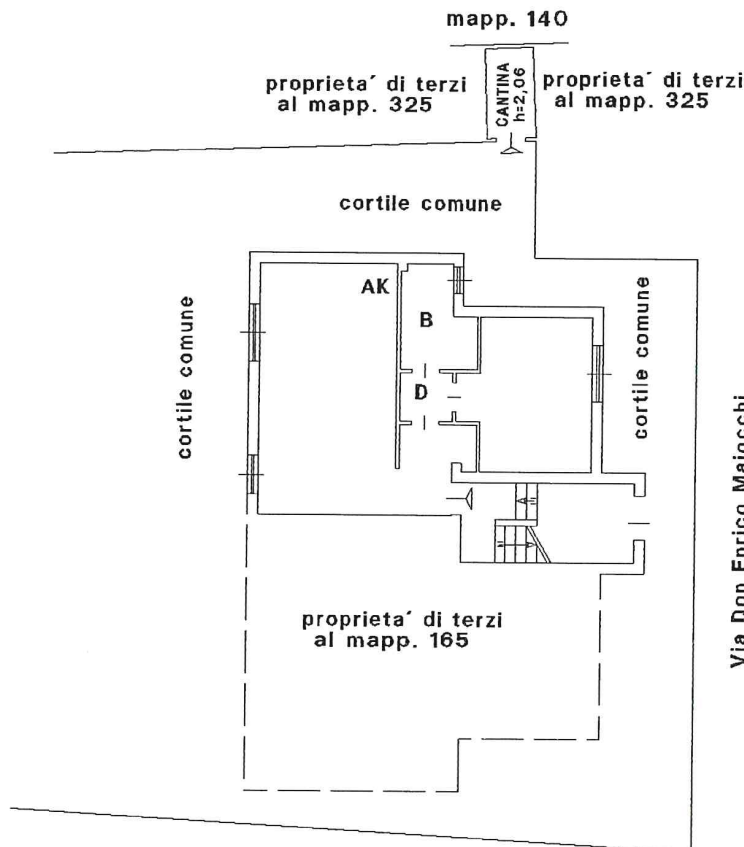 mapp. 140
proprieta´ di terzi
al mapp. 325
CANTINA
h=2,06
proprieta´ di terzi
al mapp. 325
cortile comune
cortile comune
AK
B
D
cortile comune
Via Don Enrico Maiocchi
proprieta´ di terzi
al mapp. 165